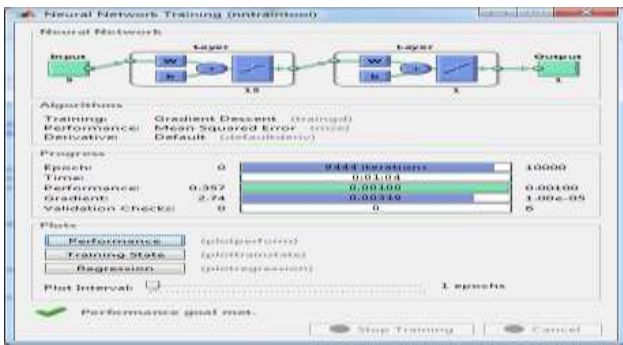 Neural Network Training (nntraintool)
Neural Network
Layer Layer
Input Output
W W
b b
10 1 1
Algorithms
Training: Gradient Descent (traingd)
Performance: Mean Squared Error (mse)
Derivative: Default (defaultderiv)
Progress
Epoch: 0 9444 iterations 10000
Time: 0:01:04
Performance: 0.357 0.00100 0.00100
Gradient: 2.74 0.00349 1.00e-05
Validation Checks: 0 0 6
Plots
Performance (plotperform)
Training State (plottrainstate)
Regression (plotregression)
Plot Interval: 1 epochs
Performance goal met.
Stop Training Cancel